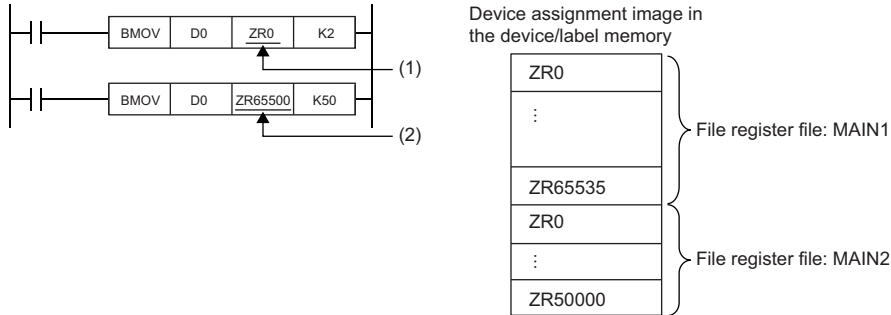 BMOV D0 ZR0 K2
(1)
BMOV D0 ZR65500 K50
(2)
Device assignment image in
the device/label memory
ZR0
⋮
ZR65535
File register file: MAIN1
ZR0
⋮
ZR50000
File register file: MAIN2